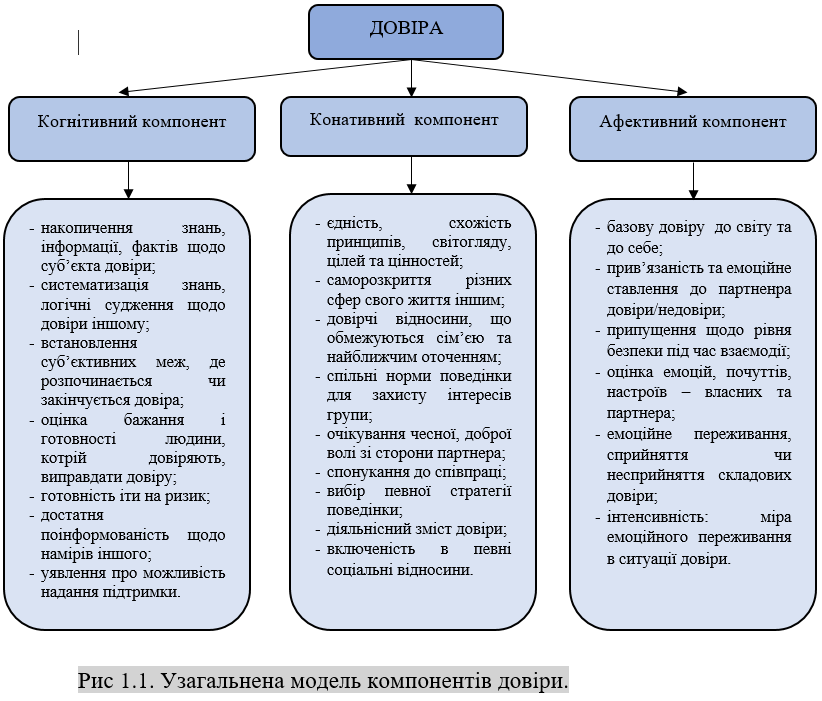 ДОВІРА
Когнітивний компонент
Конативний компонент
Афективний компонент
- накопичення знань,
інформації, фактів щодо
суб’єкта довіри;
- систематизація знань,
логічні судження щодо
довіри іншому;
- встановлення
суб’єктивних меж, де
розпочинається чи
закінчується довіра;
- оцінка бажання і
готовності людини,
котрій довіряють,
виправдати довіру;
- готовність іти на ризик;
- достатня
поінформованість щодо
намірів іншого;
- уявлення про можливість
надання підтримки.
- єдність, схожість
принципів, світогляду,
цілей та цінностей;
- саморозкриття різних
сфер свого життя іншим;
- довірчі відносини, що
обмежуються сім’єю та
найближчим оточенням;
- спільні норми поведінки
для захисту інтересів
групи;
- очікування чесної, доброї
волі зі сторони партнера;
- спонукання до співпраці;
- вибір певної стратегії
поведінки;
- діяльнісний зміст довіри;
- включеність в певні
соціальні відносини.
- базову довіру до світу та
до себе;
- прив’язаність та емоційне
ставлення до партненра
довіри/недовіри;
- припущення щодо рівня
безпеки під час взаємодії;
- оцінка емоцій, почуттів,
настроїв – власних та
партнера;
- емоційне переживання,
сприйняття чи
несприйняття складових
довіри;
- інтенсивність: міра
емоційного переживання
в ситуації довіри.
Рис 1.1. Узагальнена модель компонентів довіри.